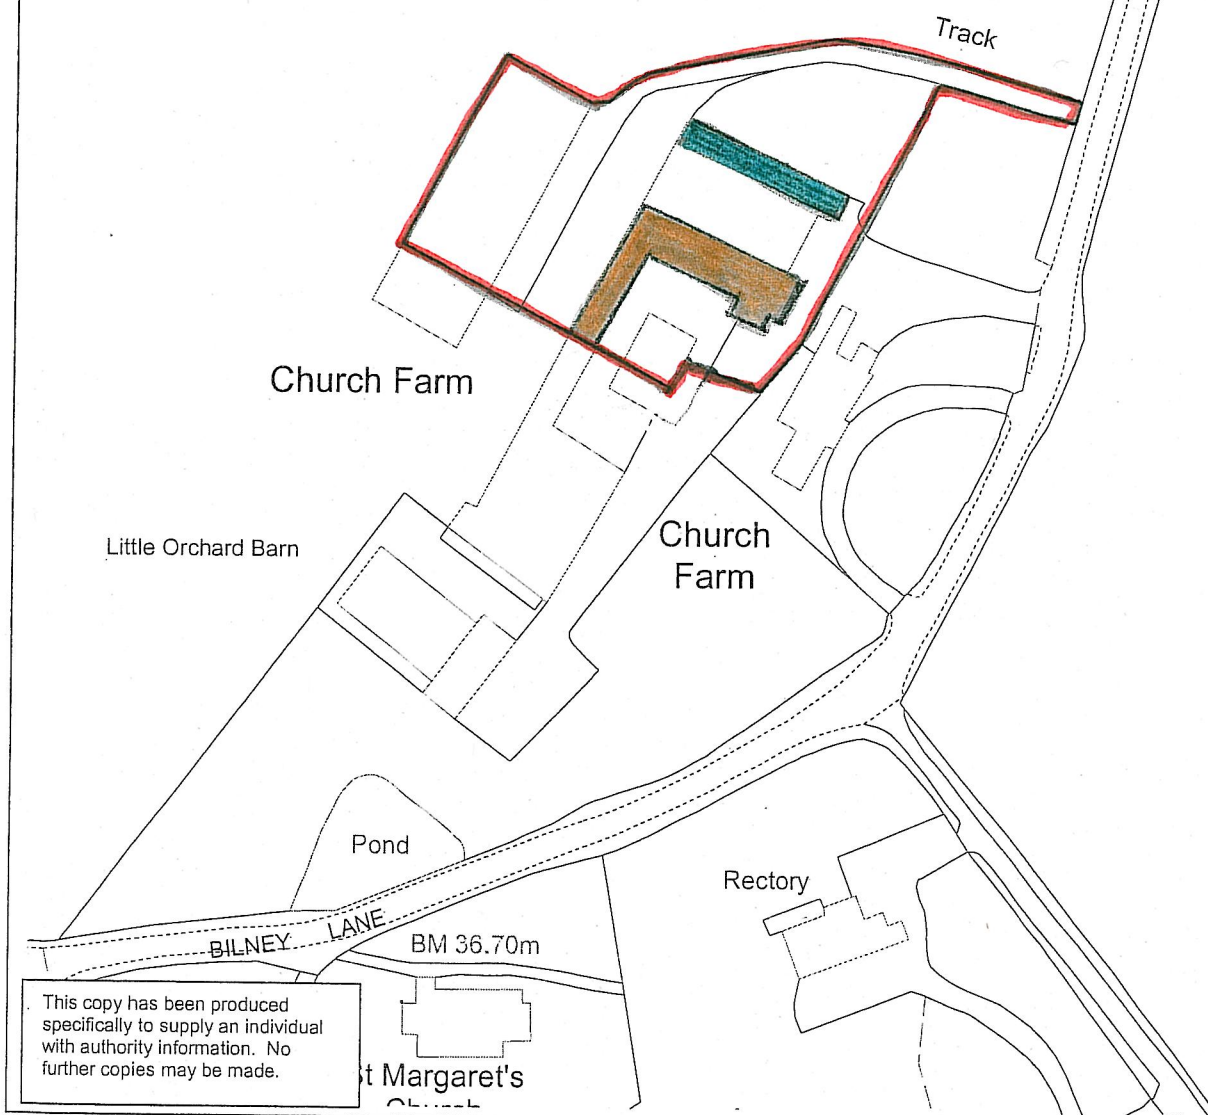 Track
Church Farm
Church
Farm
Little Orchard Barn
Pond
Rectory
BILNEY LANE
BM 36.70m
This copy has been produced
specifically to supply an individual
with authority information. No
further copies may be made.
St Margaret's
Church